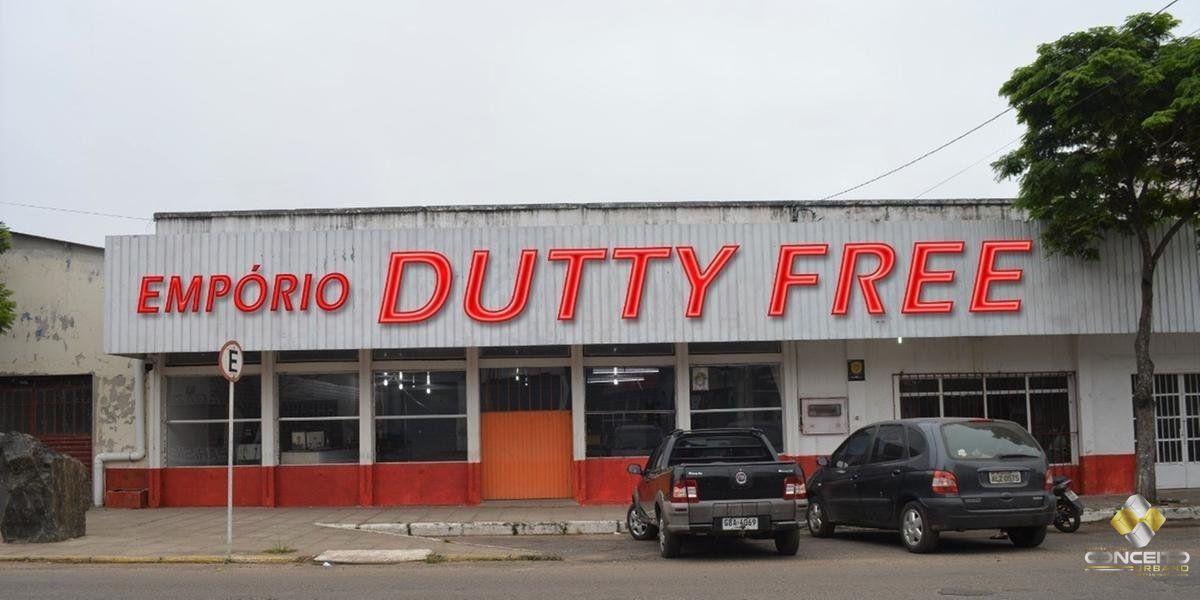 EMPÓRIO DUTTY FREE
E
GBA-4069
CONCEITO
URBANO